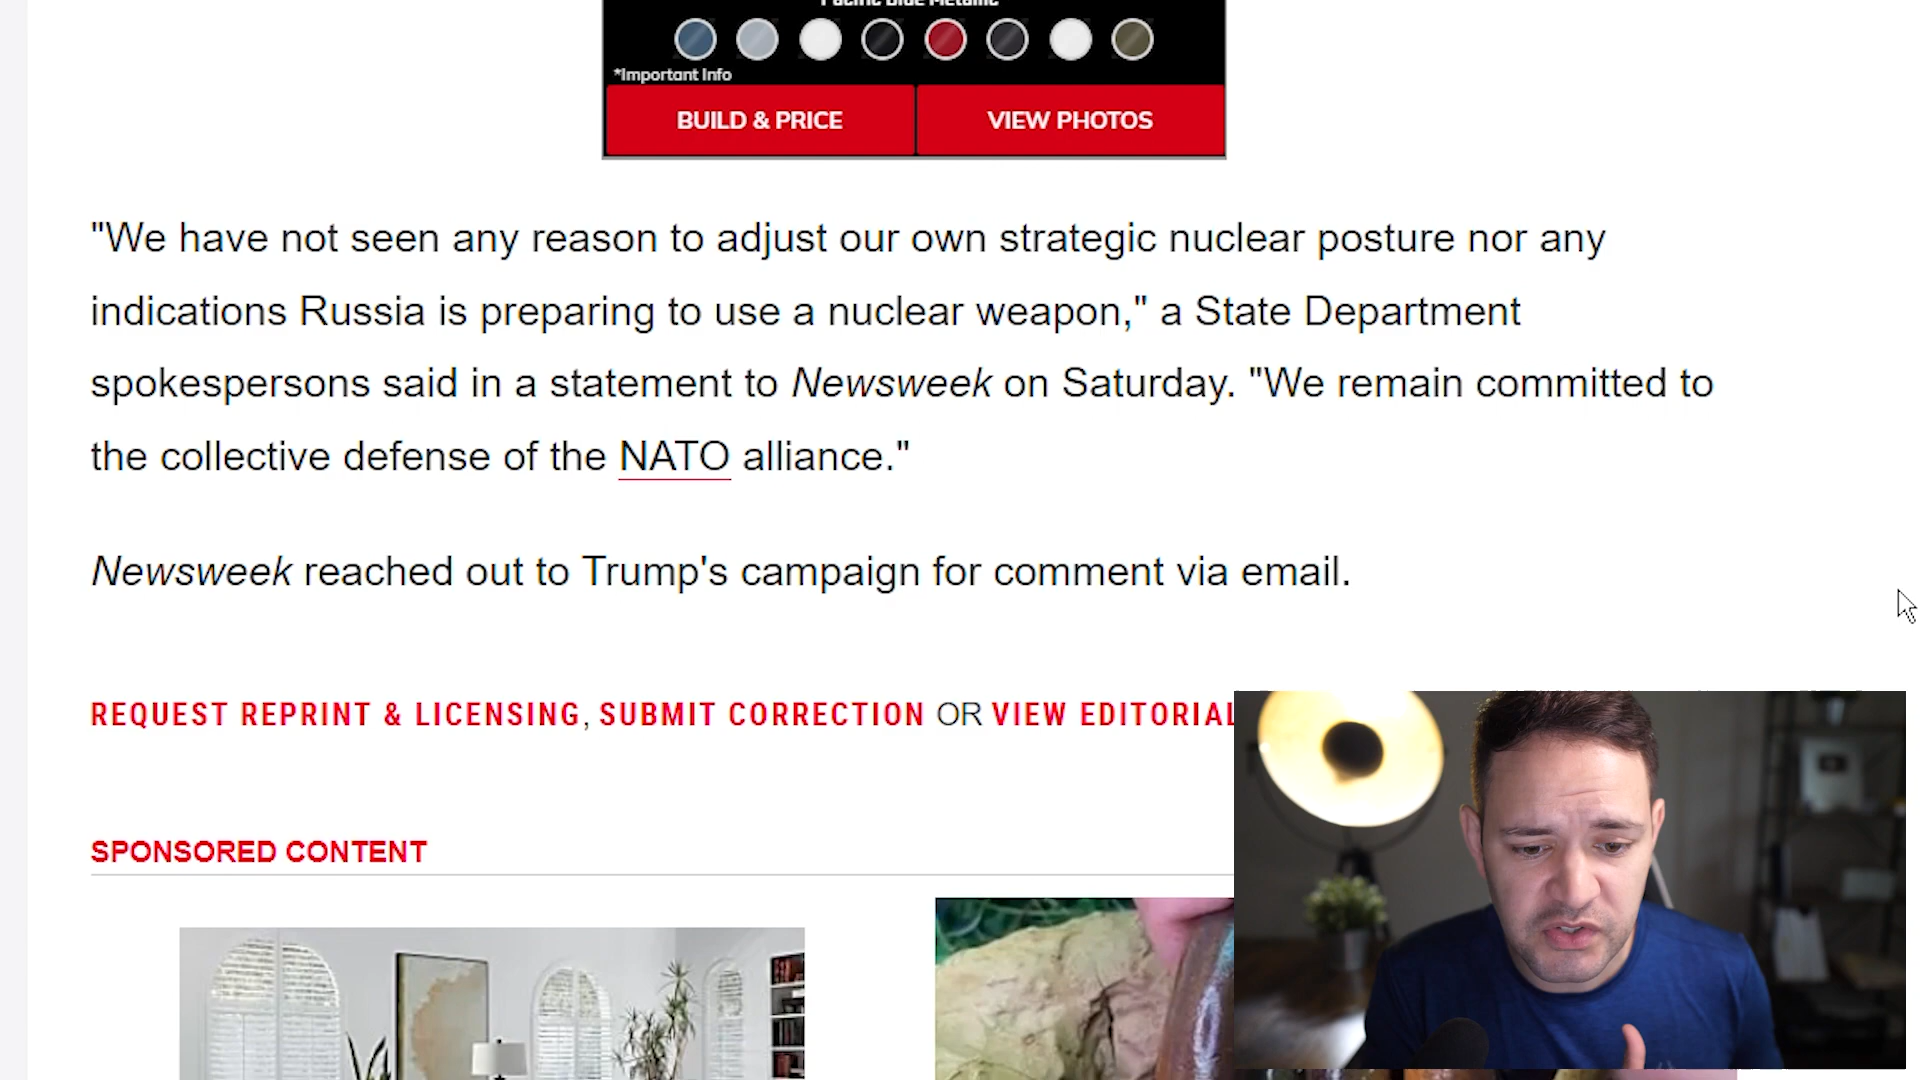 Pacific Blue Metallic
*Important Info
BUILD & PRICE
VIEW PHOTOS
"We have not seen any reason to adjust our own strategic nuclear posture nor any
indications Russia is preparing to use a nuclear weapon," a State Department
spokespersons said in a statement to Newsweek on Saturday. "We remain committed to
the collective defense of the NATO alliance."
Newsweek reached out to Trump's campaign for comment via email.
REQUEST REPRINT & LICENSING, SUBMIT CORRECTION OR VIEW EDITORIAL
SPONSORED CONTENT